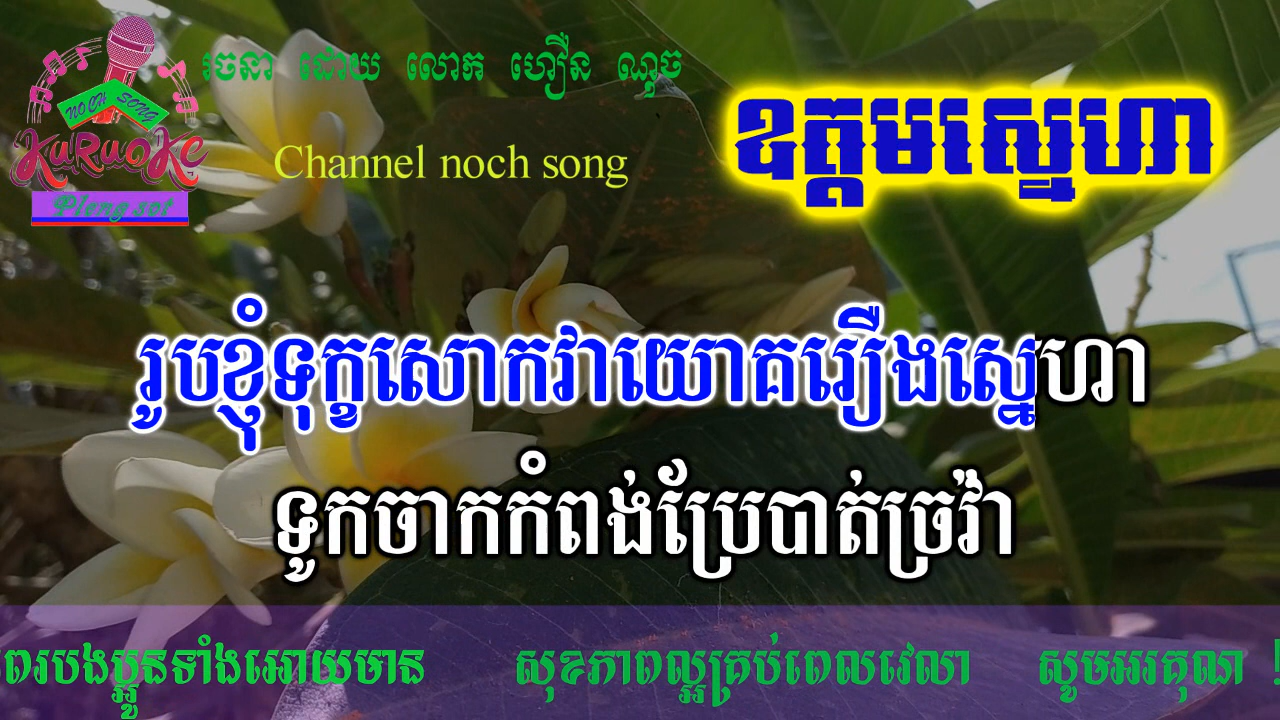 រចនា ដោយ លោក ហឿន ណូច
NOCH SONG
KaRuoKe
Pleng sot
Channel noch song
ឧត្តមស្នេហា
រូបខ្ញុំទុក្ខសោកវាយោគរឿងស្នេហា
ទូកចាកកំពង់ប្រែបាត់ច្រវ៉ា
ពរបងប្អូនទាំងអោយមាន សុខភាពល្អគ្រប់ពេលវេលា សូមអរគុណ !